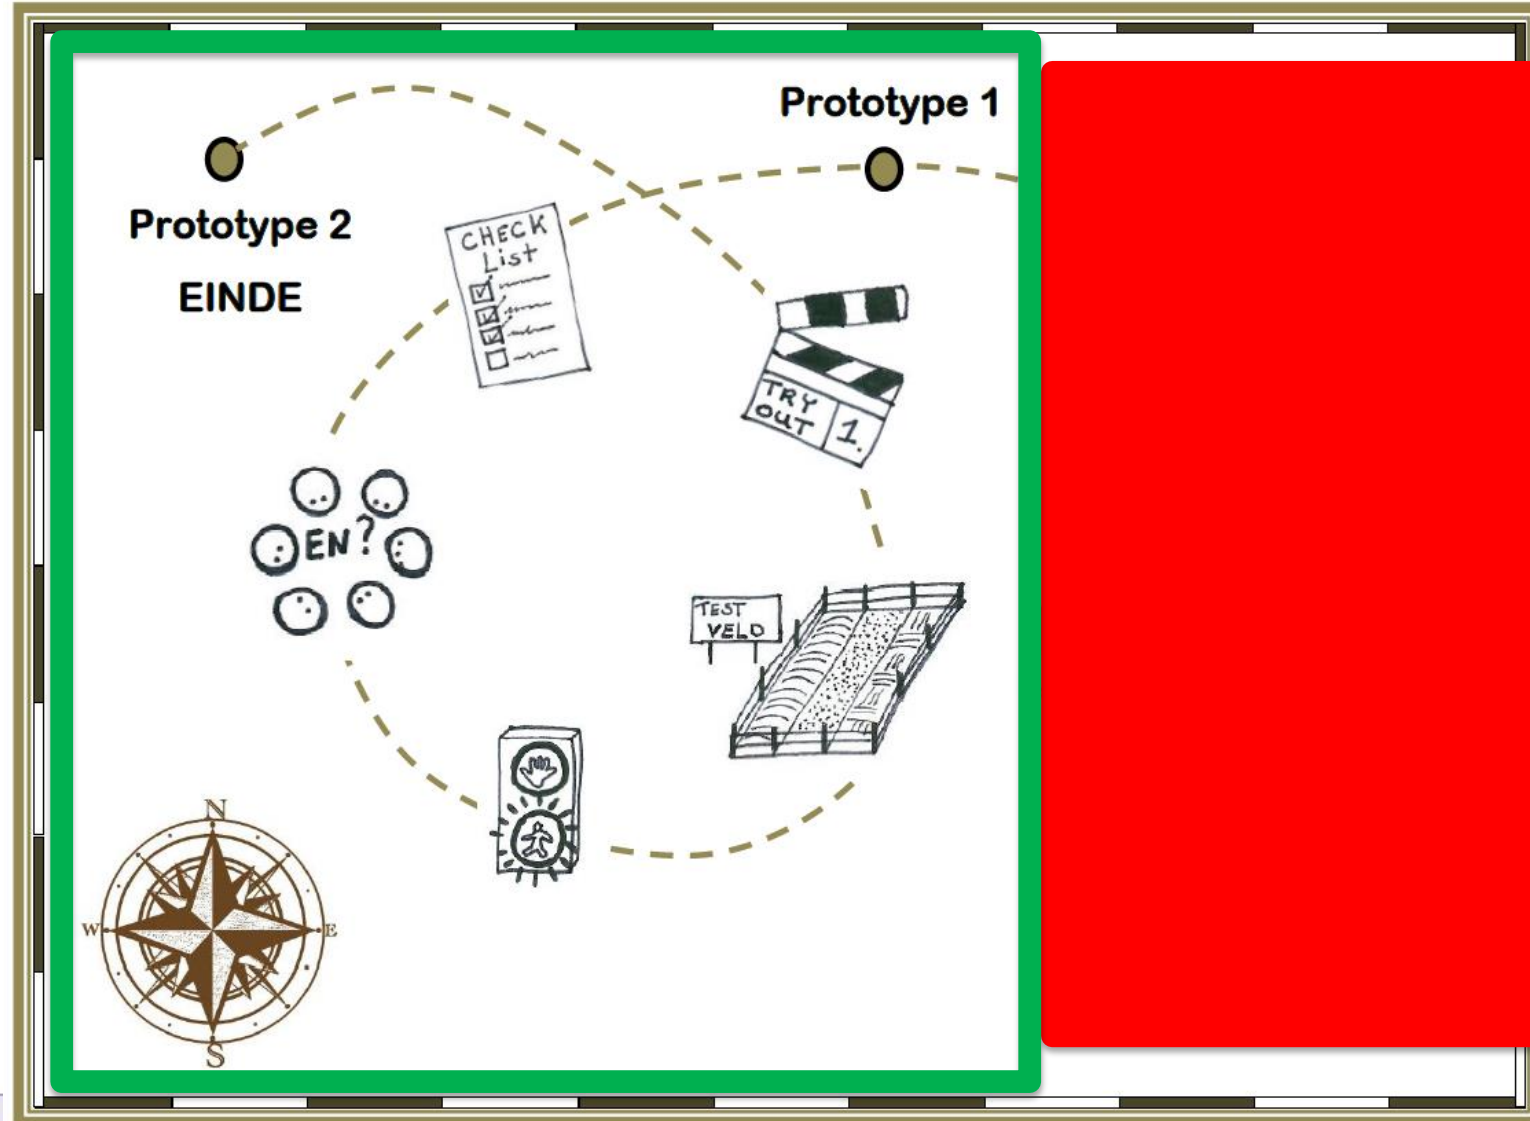 Prototype 1
Prototype 2
EINDE
CHECK
List
TRY
OUT
1.
EN?
TEST
VELD
N
W
E
S